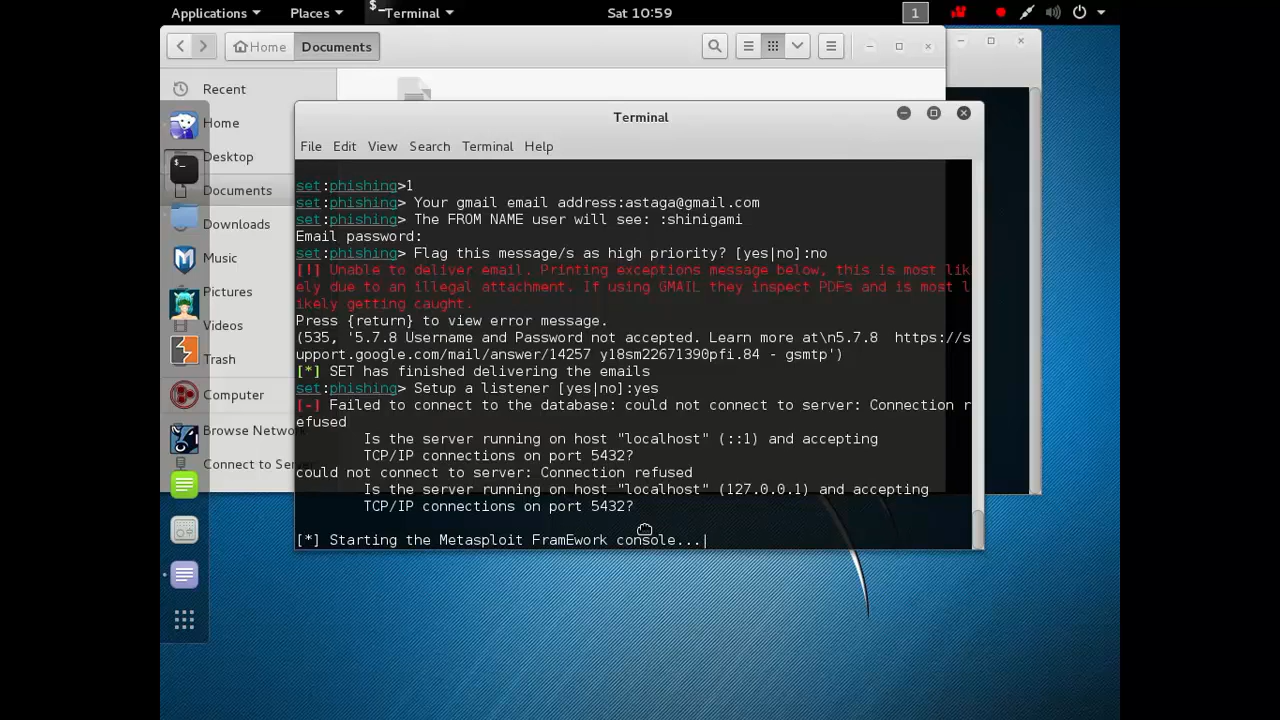 Applications
Places
Terminal
Sat 10:59
1
Home
Documents
Recent
Home
Desktop
Documents
Downloads
Music
Pictures
Videos
Trash
Computer
Browse Netwo
Connect to Se
Terminal
File Edit View Search Terminal Help
set:phishing>1
set:phishing> Your gmail email address:astaga@gmail.com
set:phishing> The FROM NAME user will see: :shinigami
Email password:
set:phishing> Flag this message/s as high priority? [yes|no]:no
[!] Unable to deliver email. Printing exceptions message below, this is most lik
ely due to an illegal attachment. If using GMAIL they inspect PDFs and is most l
ikely getting caught.
Press {return} to view error message.
(535, '5.7.8 Username and Password not accepted. Learn more at\n5.7.8  https://s
upport.google.com/mail/answer/14257 y18sm22671390pfi.84 - gsmtp')
[*] SET has finished delivering the emails
set:phishing> Setup a listener [yes|no]:yes
[-] Failed to connect to the database: could not connect to server: Connection r
efused
Is the server running on host "localhost" (::1) and accepting
TCP/IP connections on port 5432?
could not connect to server: Connection refused
Is the server running on host "localhost" (127.0.0.1) and accepting
TCP/IP connections on port 5432?
[*] Starting the Metasploit FramEwork console...|